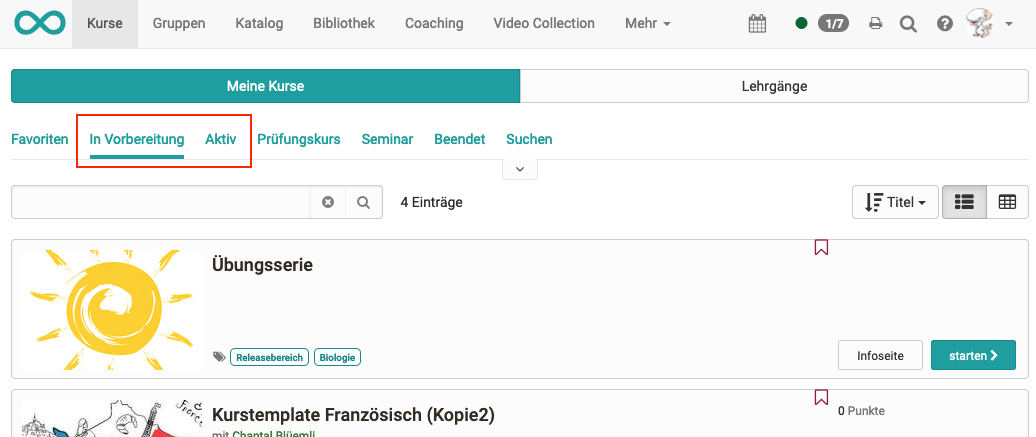 Kurse Gruppen Katalog Bibliothek Coaching Video Collection Mehr 1/7
Meine Kurse Lehrgänge
Favoriten In Vorbereitung Aktiv Prüfungskurs Seminar Beendet Suchen
4 Einträge Titel
Übungsserie
Releasebereich Biologie Infoseite starten
Kurstemplate Französisch (Kopie2) 0 Punkte
mit Chantal Blüemli